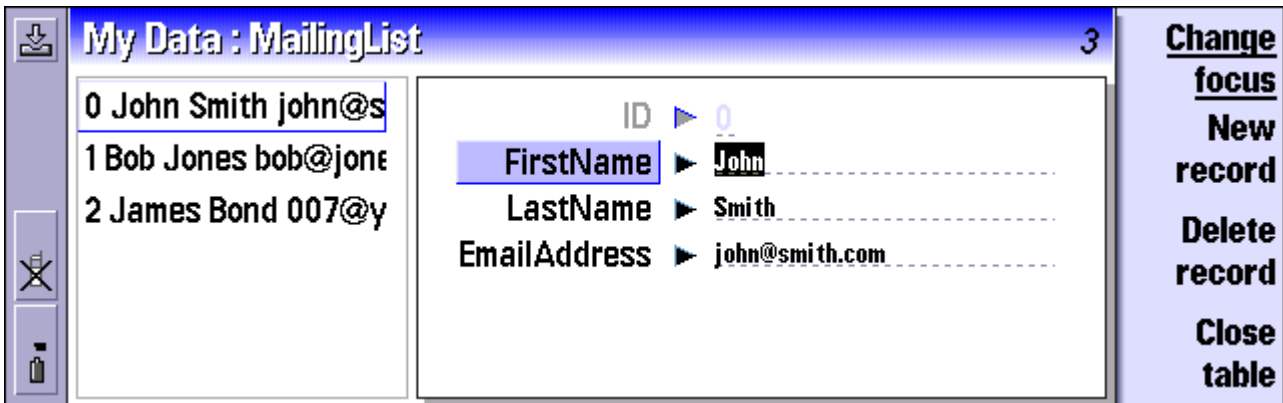 My Data : MailingList 3
0 John Smith john@s
1 Bob Jones bob@jone
2 James Bond 007@y
ID 0
FirstName John
LastName Smith
EmailAddress john@smith.com
Change
focus
New
record
Delete
record
Close
table